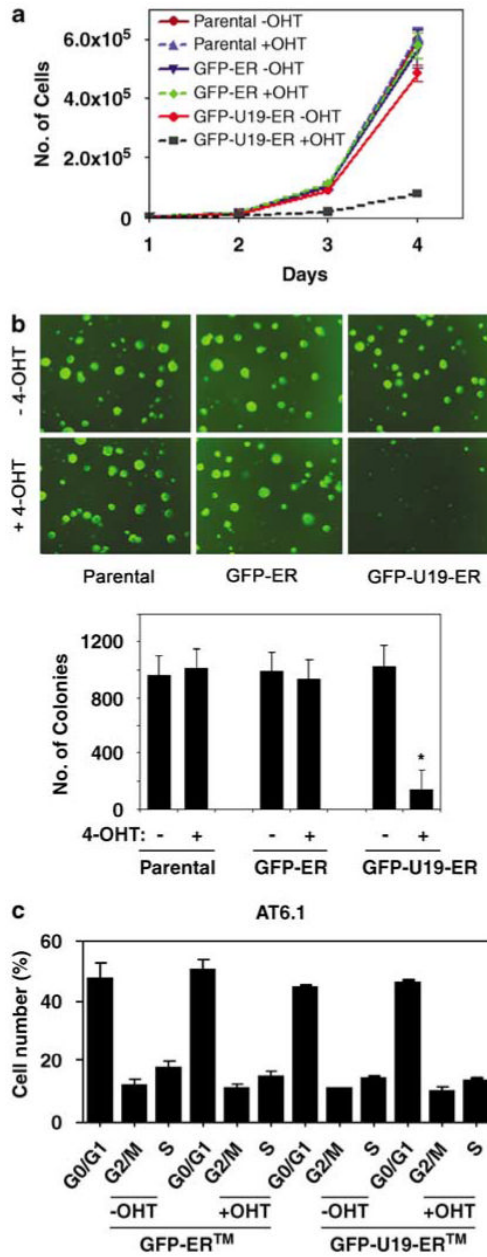 a
No. of Cells
6.0x10⁵
4.0x10⁵
2.0x10⁵
0
Parental -OHT
Parental +OHT
GFP-ER -OHT
GFP-ER +OHT
GFP-U19-ER -OHT
GFP-U19-ER +OHT
1 2 3 4
Days
b
- 4-OHT
+ 4-OHT
Parental GFP-ER GFP-U19-ER
No. of Colonies
1200
800
400
0
*
4-OHT: - + - + - +
Parental GFP-ER GFP-U19-ER
c
AT6.1
Cell number (%)
60
40
20
0
G0/G1 G2/M S G0/G1 G2/M S G0/G1 G2/M S G0/G1 G2/M S
-OHT +OHT -OHT +OHT
GFP-ER™ GFP-U19-ER™